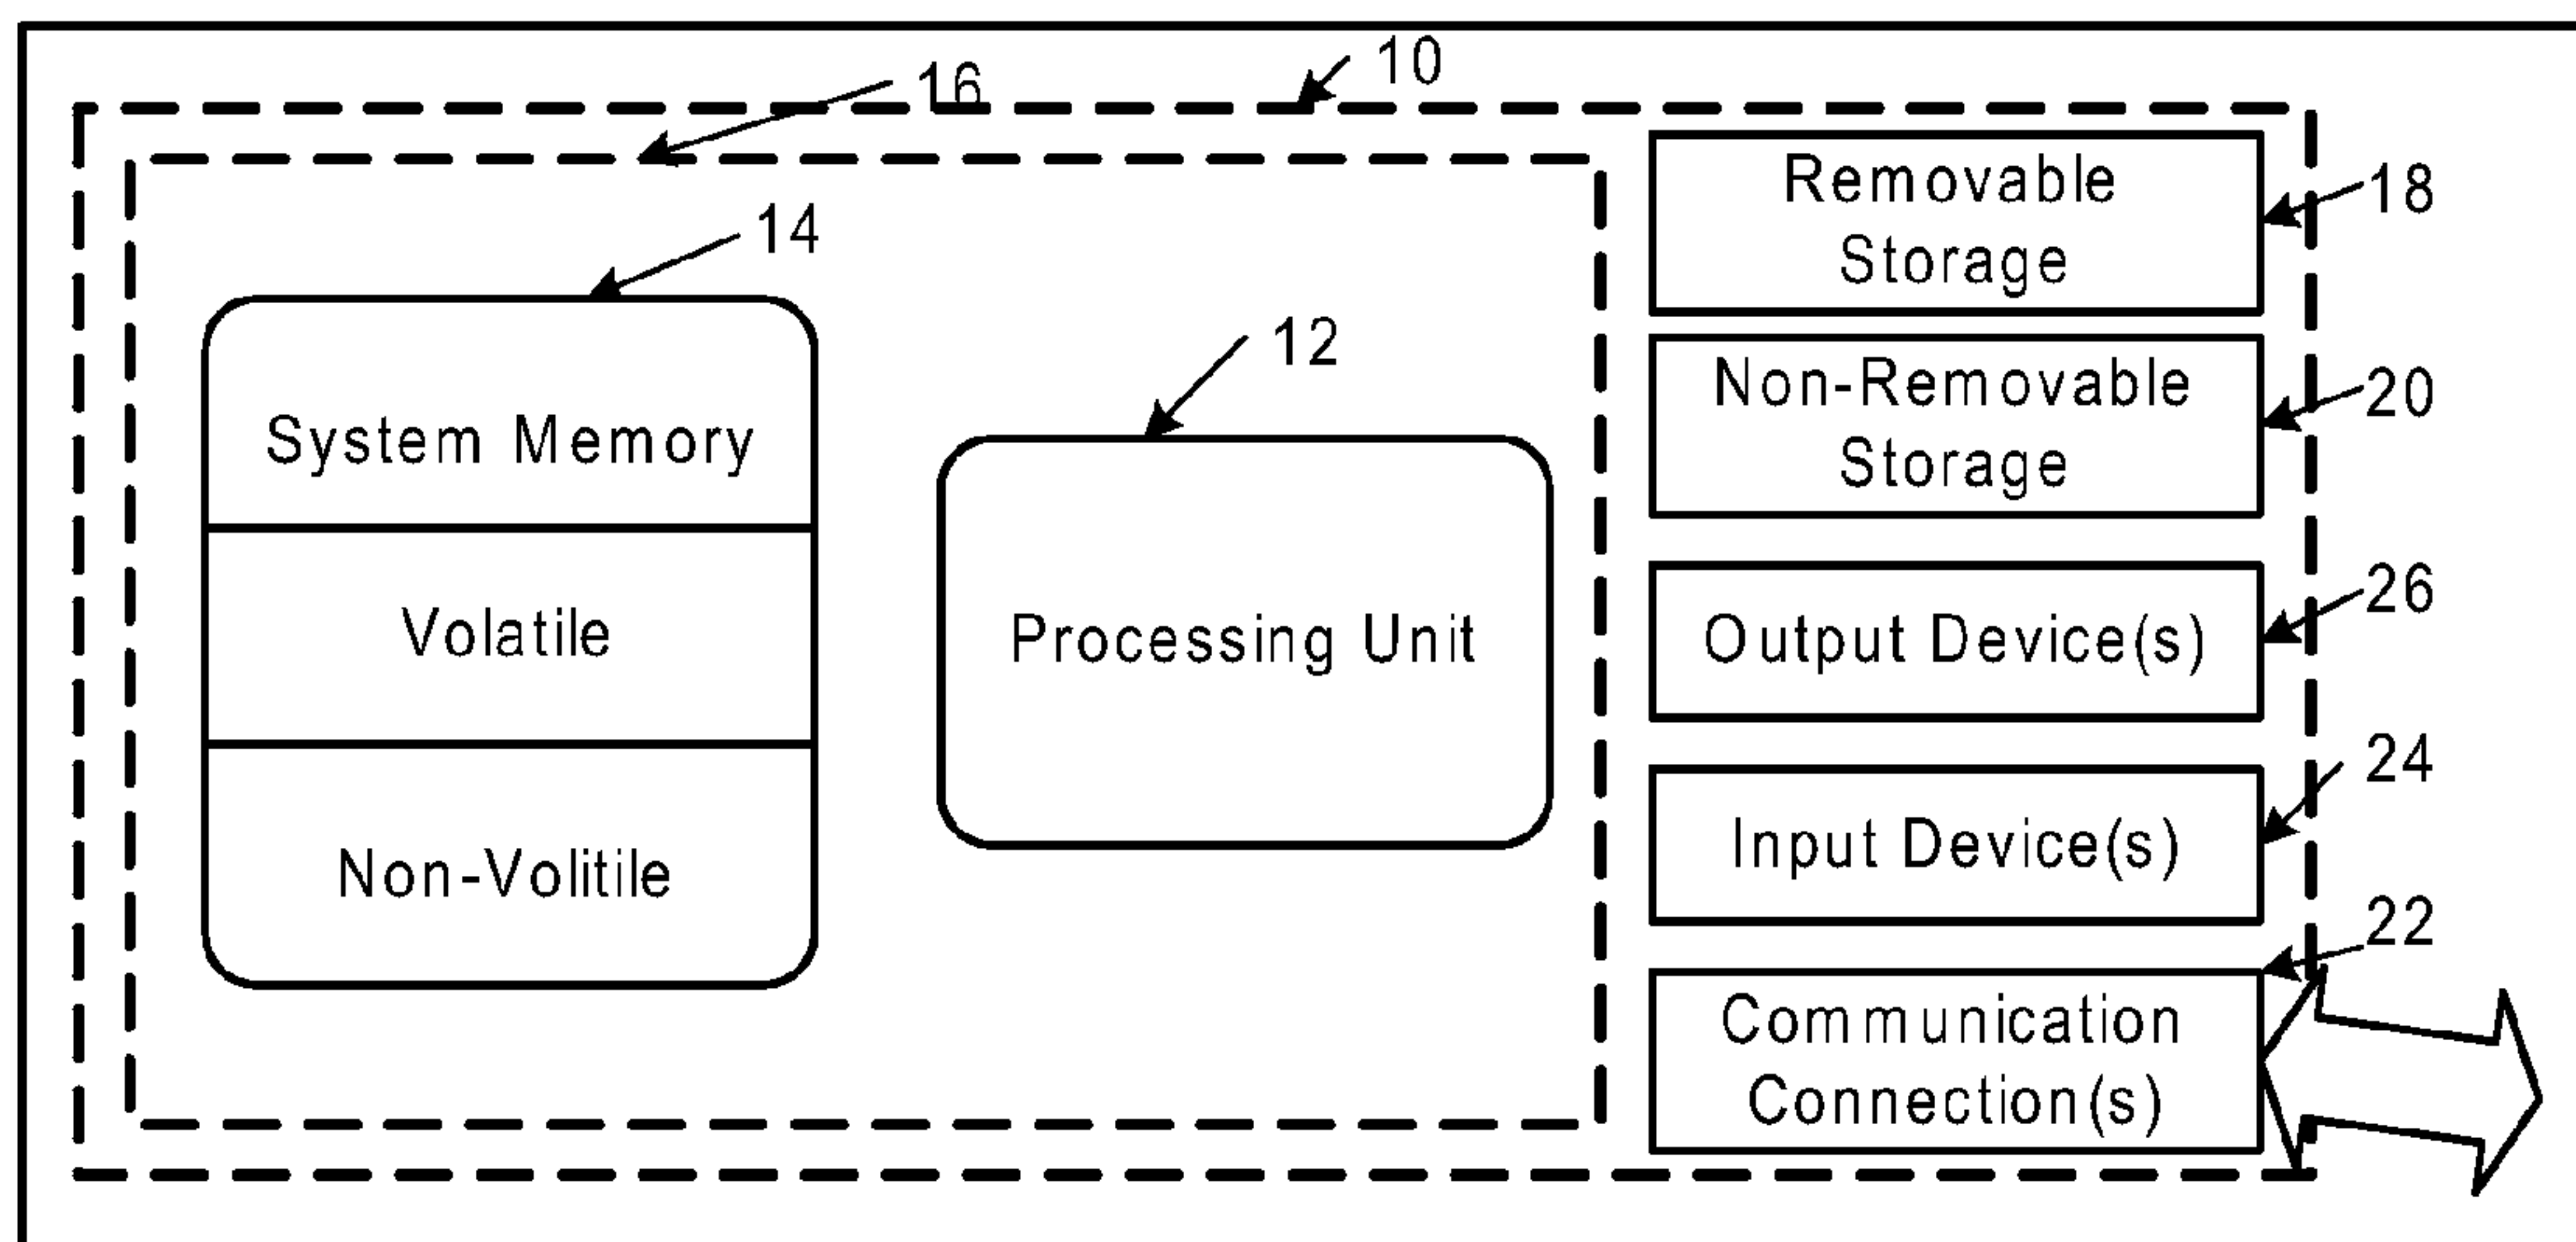 16
10
Removable
Storage
18
14
12
Non-Removable
Storage
20
System Memory
Volatile
Non-Volitile
Processing Unit
Output Device(s)
26
Input Device(s)
24
22
Communication
Connection(s)